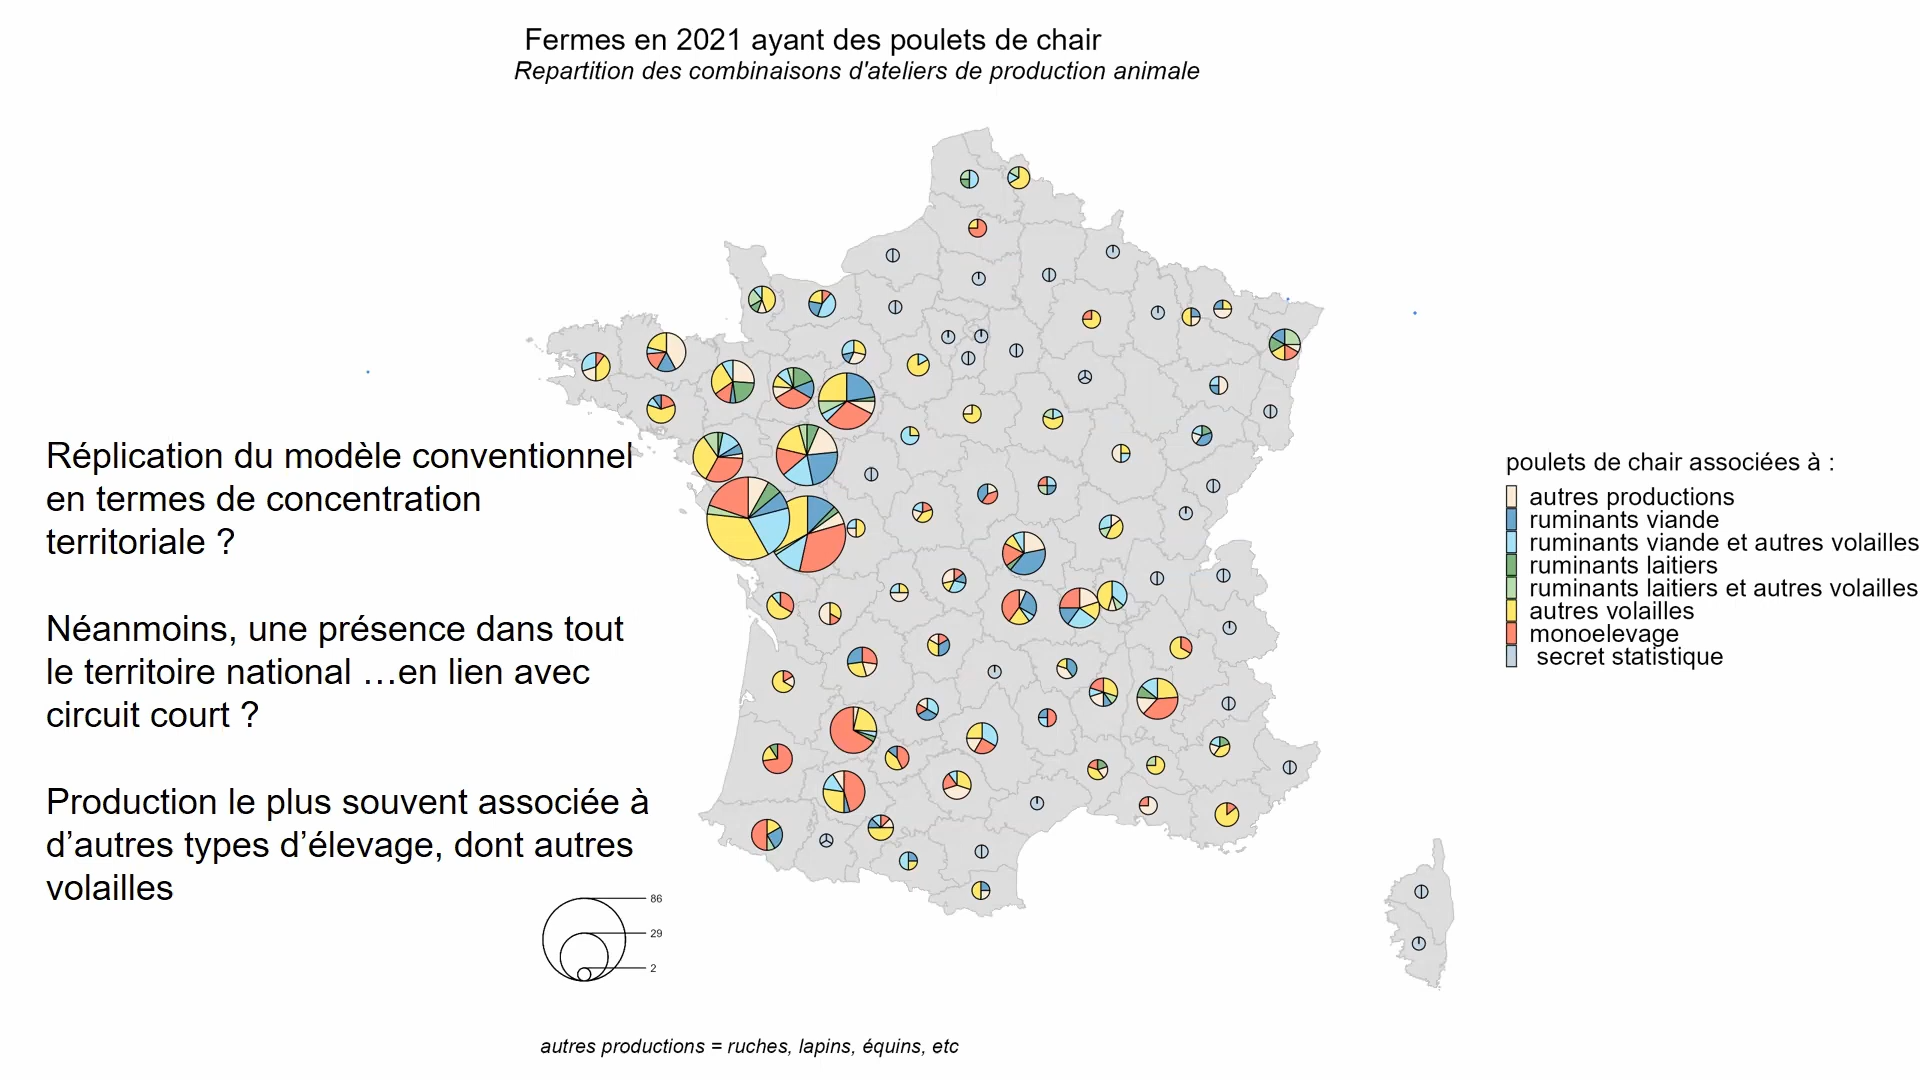 Fermes en 2021 ayant des poulets de chair
Repartition des combinaisons d'ateliers de production animale
Réplication du modèle conventionnel
en termes de concentration
territoriale ?
Néanmoins, une présence dans tout
le territoire national …en lien avec
circuit court ?
Production le plus souvent associée à
d’autres types d’élevage, dont autres
volailles
poulets de chair associées à :
autres productions
ruminants viande
ruminants viande et autres volailles
ruminants laitiers
ruminants laitiers et autres volailles
autres volailles
monoelevage
secret statistique
86
29
2
autres productions = ruches, lapins, équins, etc